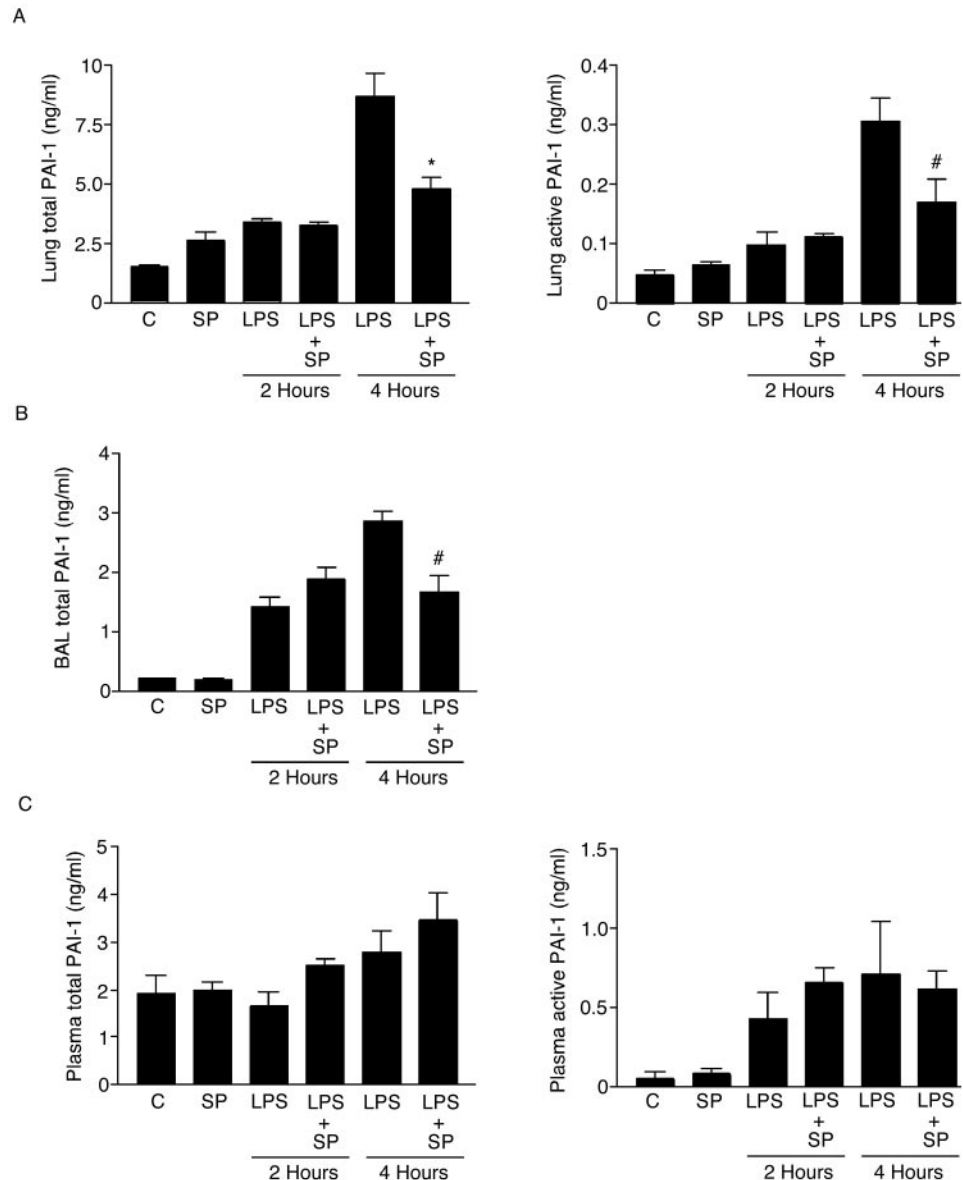 A
Lung total PAI-1 (ng/ml)
10
7.5
5.0
2.5
0
*
C SP LPS LPS LPS LPS
+ +
SP SP
2 Hours 4 Hours
Lung active PAI-1 (ng/ml)
0.4
0.3
0.2
0.1
0
#
C SP LPS LPS LPS LPS
+ +
SP SP
2 Hours 4 Hours
B
BAL total PAI-1 (ng/ml)
4
3
2
1
0
#
C SP LPS LPS LPS LPS
+ +
SP SP
2 Hours 4 Hours
C
Plasma total PAI-1 (ng/ml)
5
4
3
2
1
0
C SP LPS LPS LPS LPS
+ +
SP SP
2 Hours 4 Hours
Plasma active PAI-1 (ng/ml)
1.5
1.0
0.5
0
C SP LPS LPS LPS LPS
+ +
SP SP
2 Hours 4 Hours